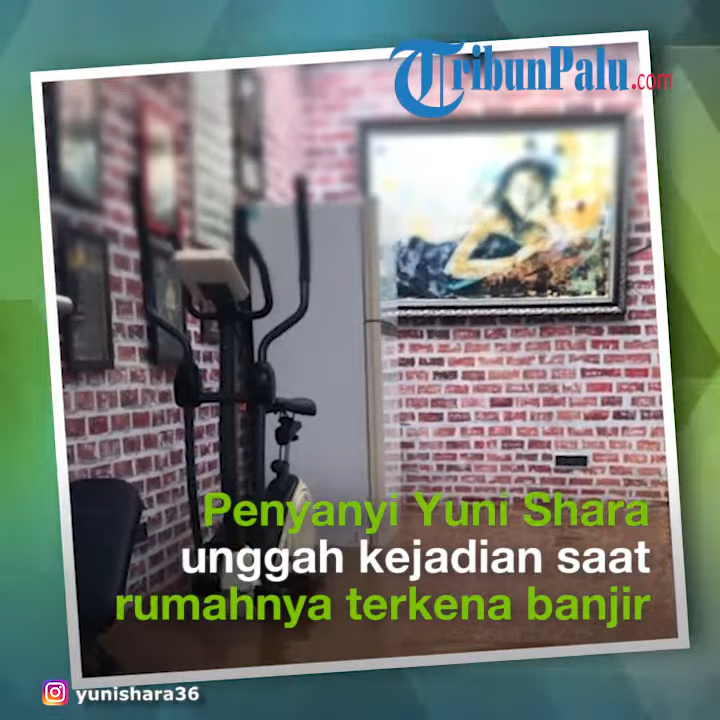 TribunPalu.com
Penyanyi Yuni Shara
unggah kejadian saat
rumahnya terkena banjir
yunishara36